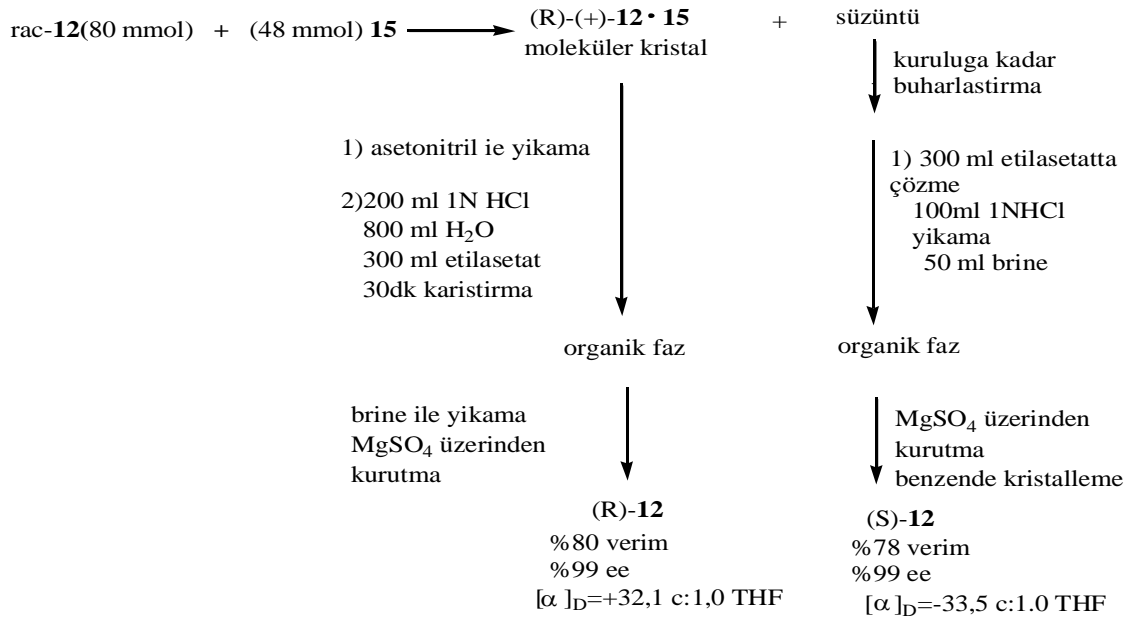 rac-12(80 mmol) + (48 mmol) 15
(R)-(+)-12 • 15
moleküler kristal
+
süzüntü
kuruluga kadar
buharlastirma
1) asetonitril ie yikama
2)200 ml 1N HCl
800 ml H₂O
300 ml etilasetat
30dk karistirma
1) 300 ml etilasetatta
çözme
100ml 1NHCl
yikama
50 ml brine
organik faz
organik faz
brine ile yikama
MgSO₄ üzerinden
kurutma
MgSO₄ üzerinden
kurutma
benzende kristalleme
(R)-12
%80 verim
%99 ee
[α ]D=+32,1 c:1,0 THF
(S)-12
%78 verim
%99 ee
[α ]D=-33,5 c:1.0 THF